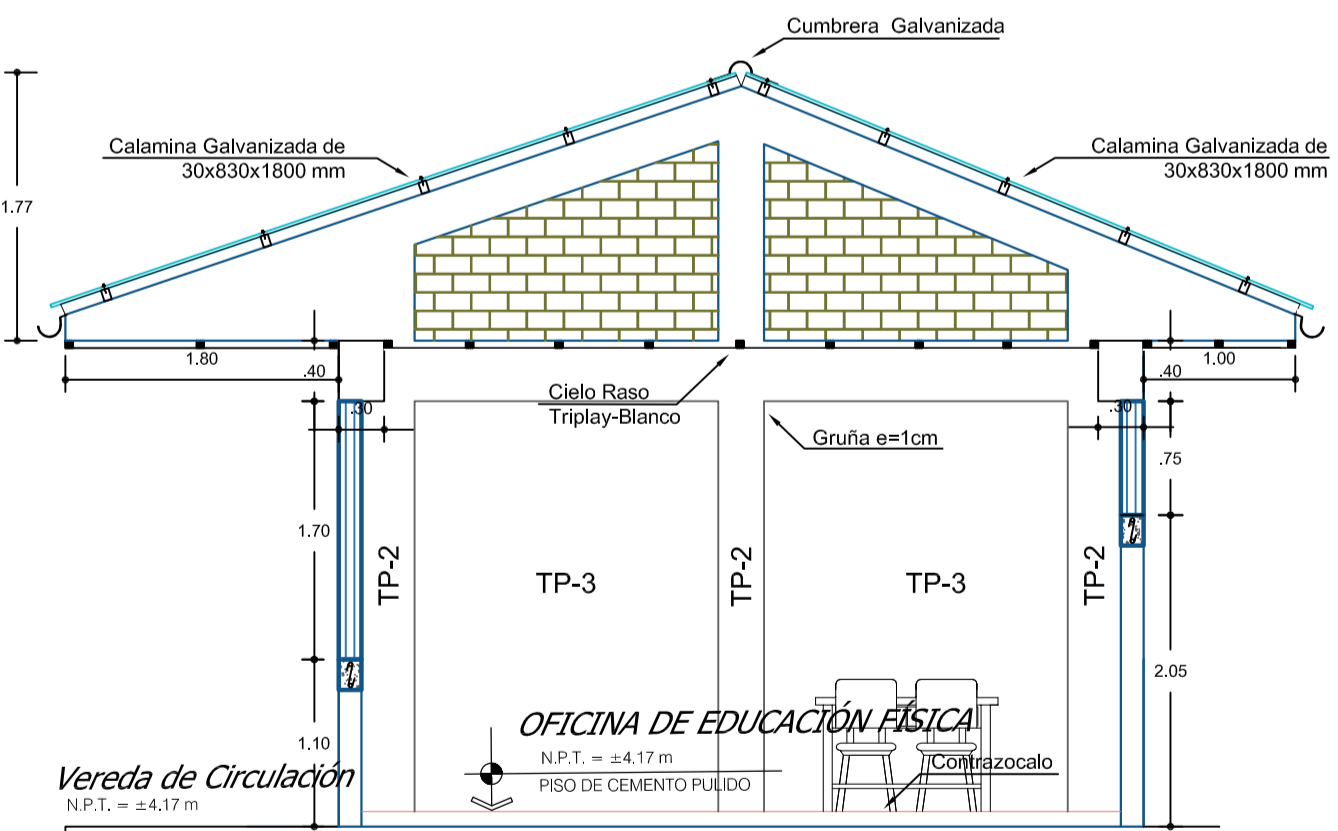 Cumbrera Galvanizada
Calamina Galvanizada de
30x830x1800 mm
Calamina Galvanizada de
30x830x1800 mm
1.77
1.80
.40
1.00
.40
Cielo Raso
Triplay-Blanco
.30
.30
Gruña e=1cm
.75
1.70
TP-2
TP-3
TP-2
TP-3
TP-2
2.05
1.10
OFICINA DE EDUCACIÓN FÍSICA
N.P.T. = ±4.17 m
PISO DE CEMENTO PULIDO
Contrazocalo
Vereda de Circulación
N.P.T. = ±4.17 m